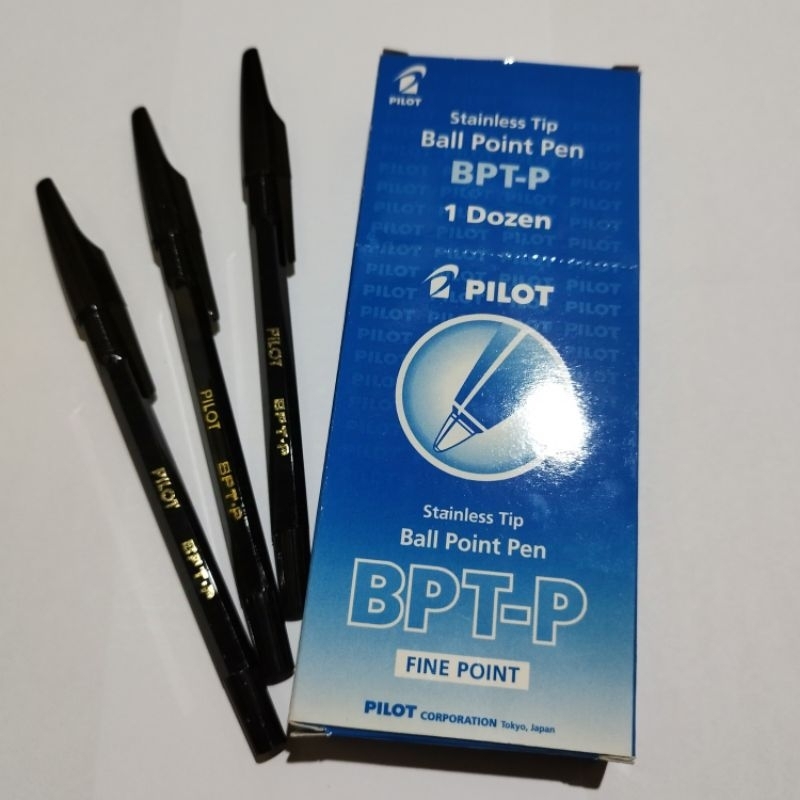 PILOT
Stainless Tip
Ball Point Pen
BPT-P
1 Dozen
PILOT
Stainless Tip
Ball Point Pen
BPT-P
FINE POINT
PILOT CORPORATION Tokyo, Japan
PILOT BPT-P
PILOT BPT-P
PILOT BPT-P